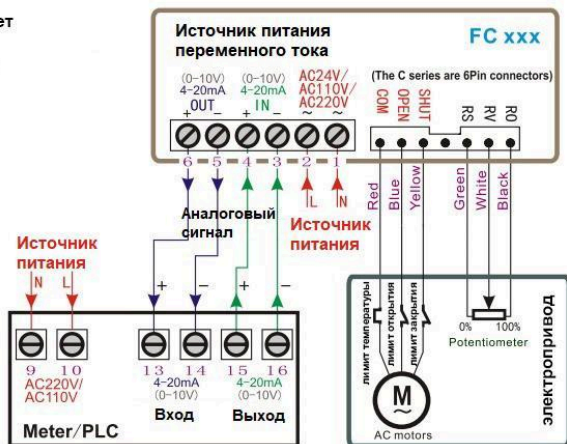 ет
Источник питания
переменного тока
FC xxx
(0-10V)
4-20mA
OUT
(0-10V)
4-20mA
IN
AC24V/
AC110V/
AC220V
(The C series are 6Pin connectors)
COM
OPEN
SHUT
RS
RV
RO
+
−
+
−
~
~
6
5
4
3
2
1
Red
Blue
Yellow
Green
White
Black
L
N
Аналоговый
сигнал
Источник
питания
Источник
питания
N
L
+
−
+
−
9
10
13
14
15
16
AC220V/
AC110V
4-20mA
(0-10V)
Вход
4-20mA
(0-10V)
Выход
Meter/PLC
лимит температуры
лимит открытия
лимит закрытия
0%
100%
Potentiometer
электропривод
M
~
AC motors